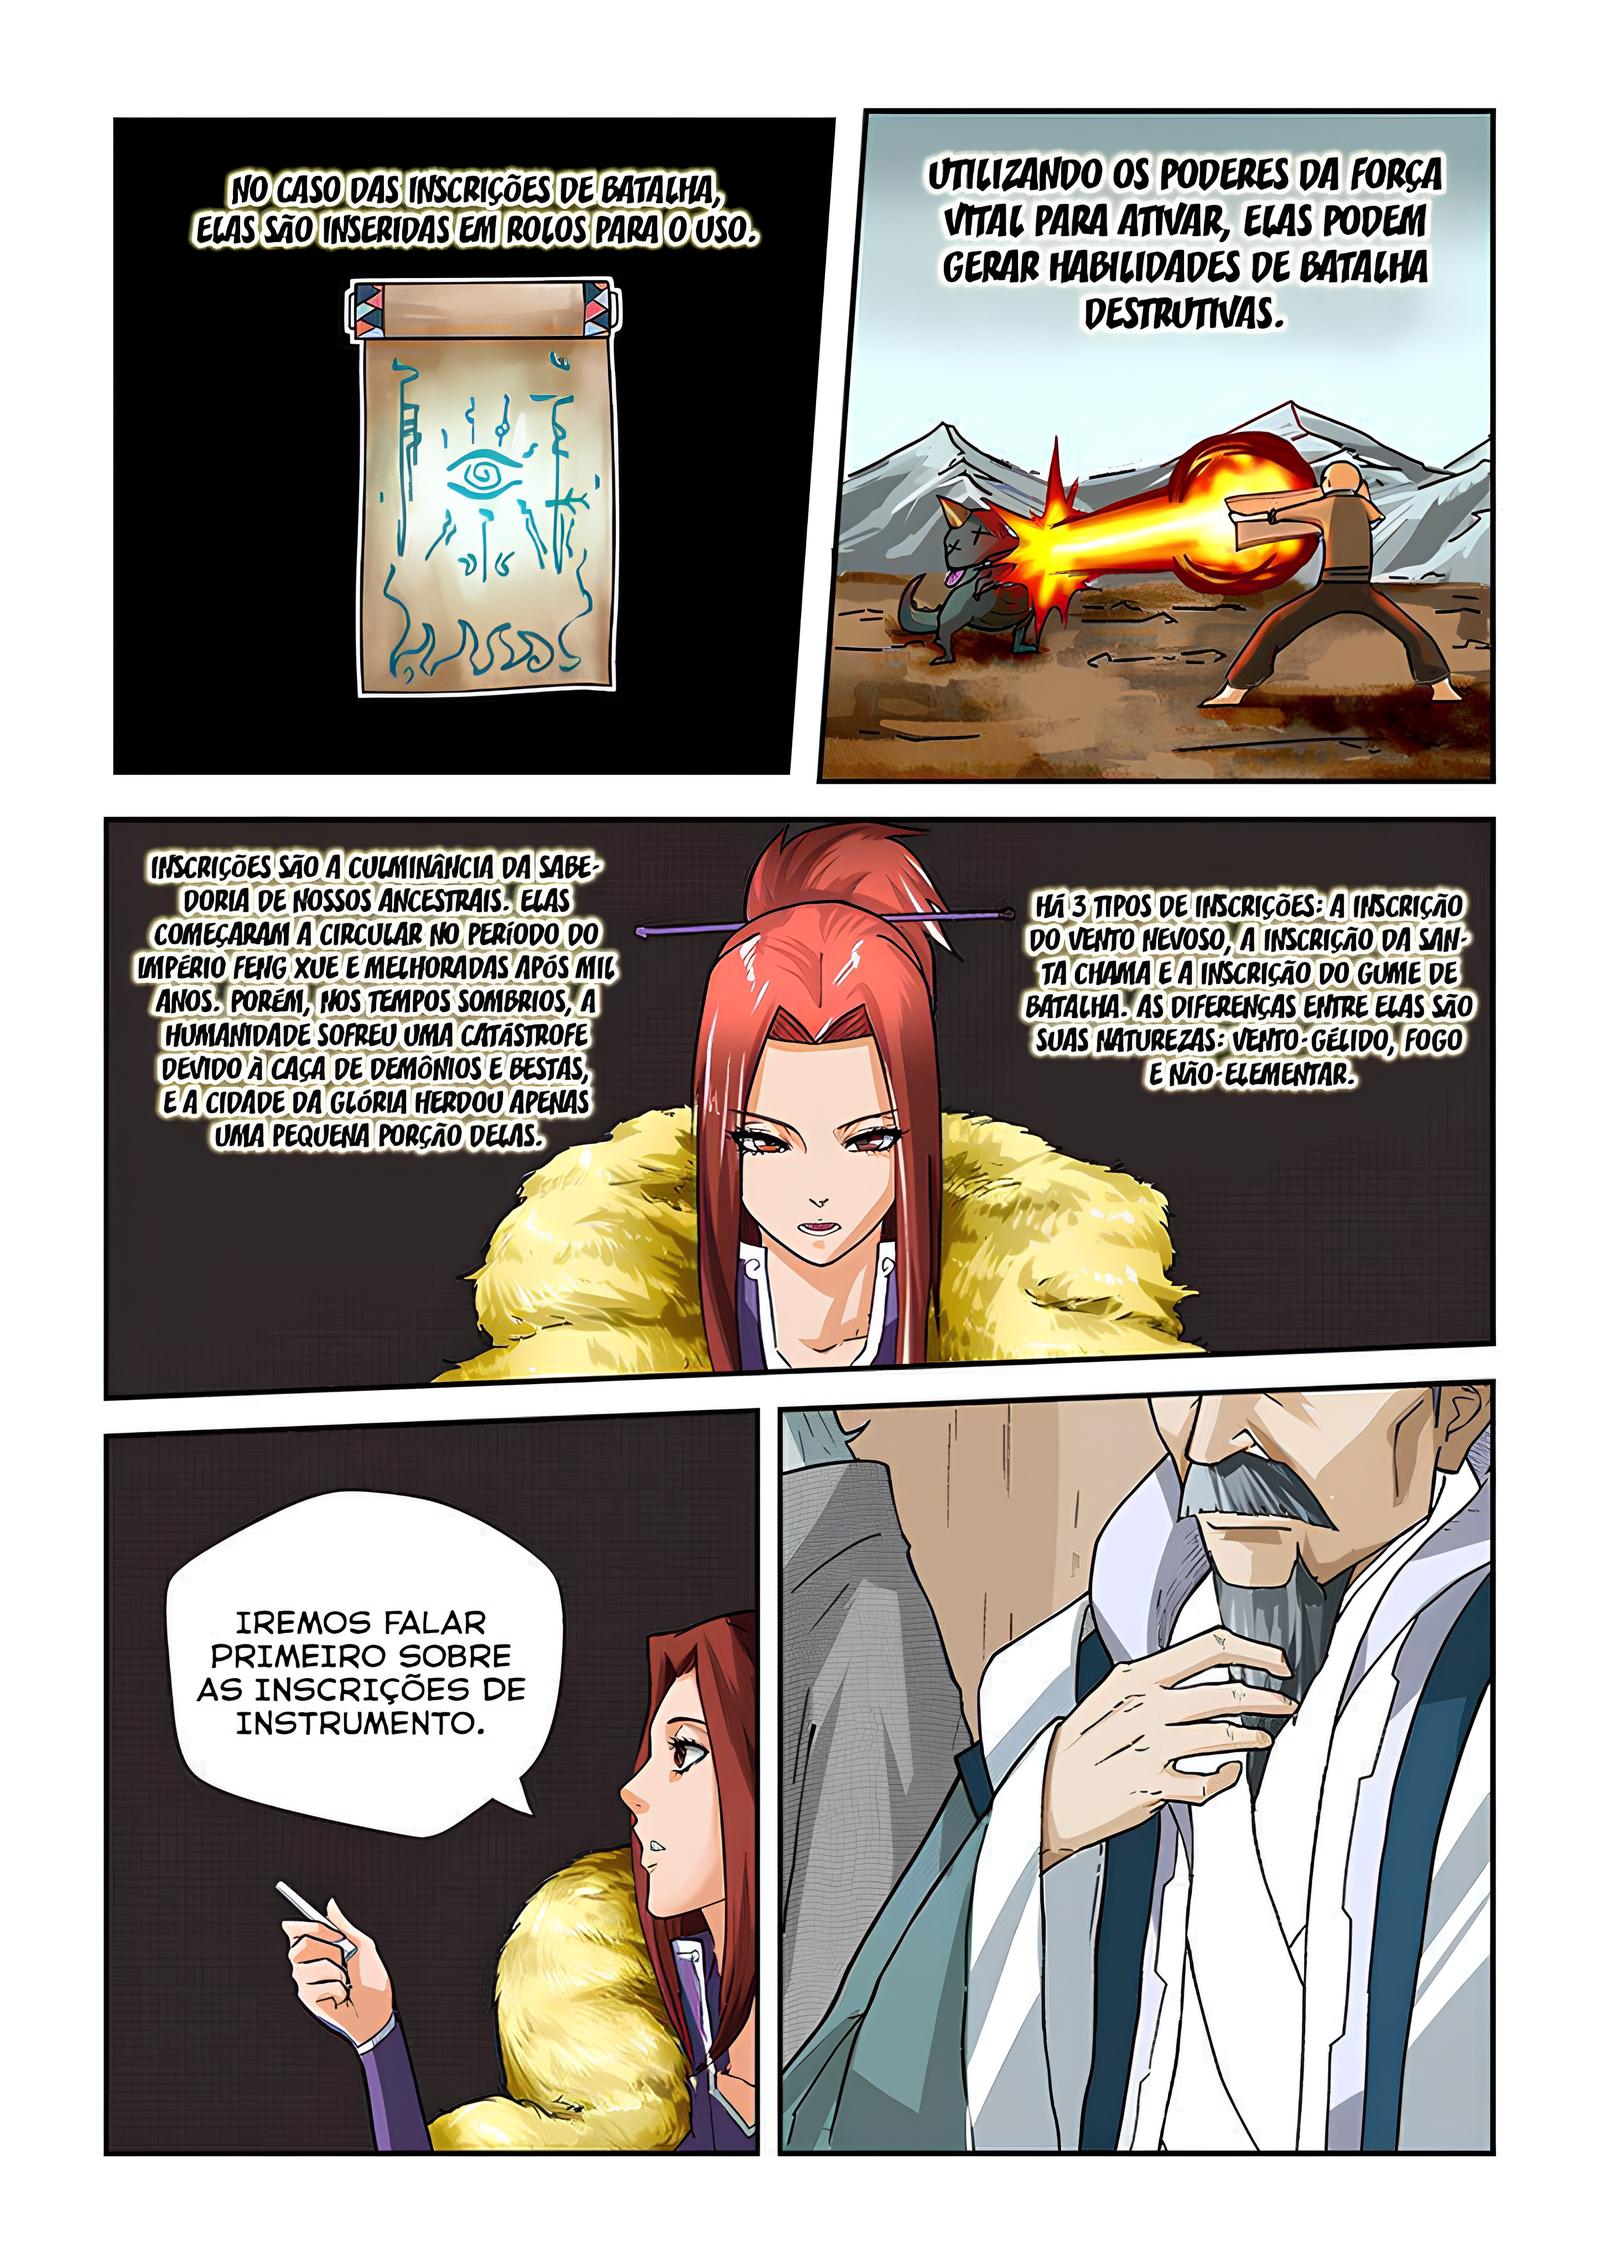 NO CASO DAS INSCRIÇÕES DE BATALHA,
ELAS SÃO INSERIDAS EM ROLOS PARA O USO.
UTILIZANDO OS PODERES DA FORÇA
VITAL PARA ATIVAR, ELAS PODEM
GERAR HABILIDADES DE BATALHA
DESTRUTIVAS.
INSCRIÇÕES SÃO A CULMINÂNCIA DA SABE-
DORIA DE NOSSOS ANCESTRAIS. ELAS
COMEÇARAM A CIRCULAR NO PERÍODO DO
IMPÉRIO FENG XUE E MELHORADAS APÓS MIL
ANOS. PORÉM, NOS TEMPOS SOMBRIOS, A
HUMANIDADE SOFREU UMA CATÁSTROFE
DEVIDO À CAÇA DE DEMÔNIOS E BESTAS,
E A CIDADE DA GLÓRIA HERDOU APENAS
UMA PEQUENA PORÇÃO DELAS.
HÁ 3 TIPOS DE INSCRIÇÕES: A INSCRIÇÃO
DO VENTO NEVOSO, A INSCRIÇÃO DA SAN-
TA CHAMA E A INSCRIÇÃO DO GUME DE
BATALHA. AS DIFERENÇAS ENTRE ELAS SÃO
SUAS NATUREZAS: VENTO-GÉLIDO, FOGO
E NÃO-ELEMENTAR.
IREMOS FALAR
PRIMEIRO SOBRE
AS INSCRIÇÕES DE
INSTRUMENTO.